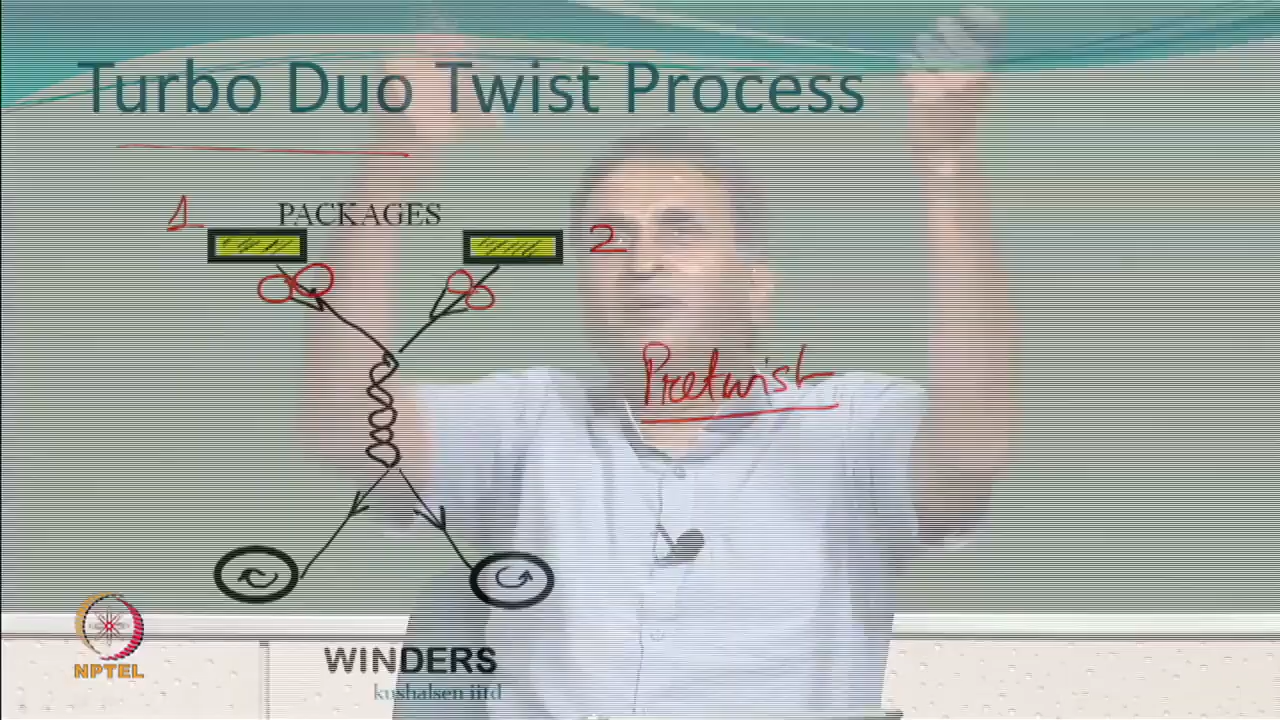 Turbo Duo Twist Process
1 PACKAGES 2
Pretwist
NPTEL
WINDERS
kushalsen iitd